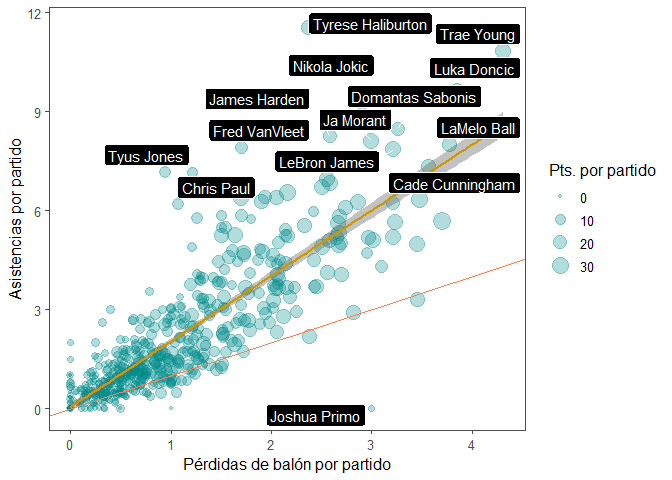 12
9
6
3
0
Asistencias por partido
Tyrese Haliburton
Trae Young
Nikola Jokic
Luka Doncic
James Harden
Domantas Sabonis
Ja Morant
Fred VanVleet
LaMelo Ball
Tyus Jones
LeBron James
Chris Paul
Cade Cunningham
Joshua Primo
0
1
2
3
4
Pérdidas de balón por partido
Pts. por partido
0
10
20
30